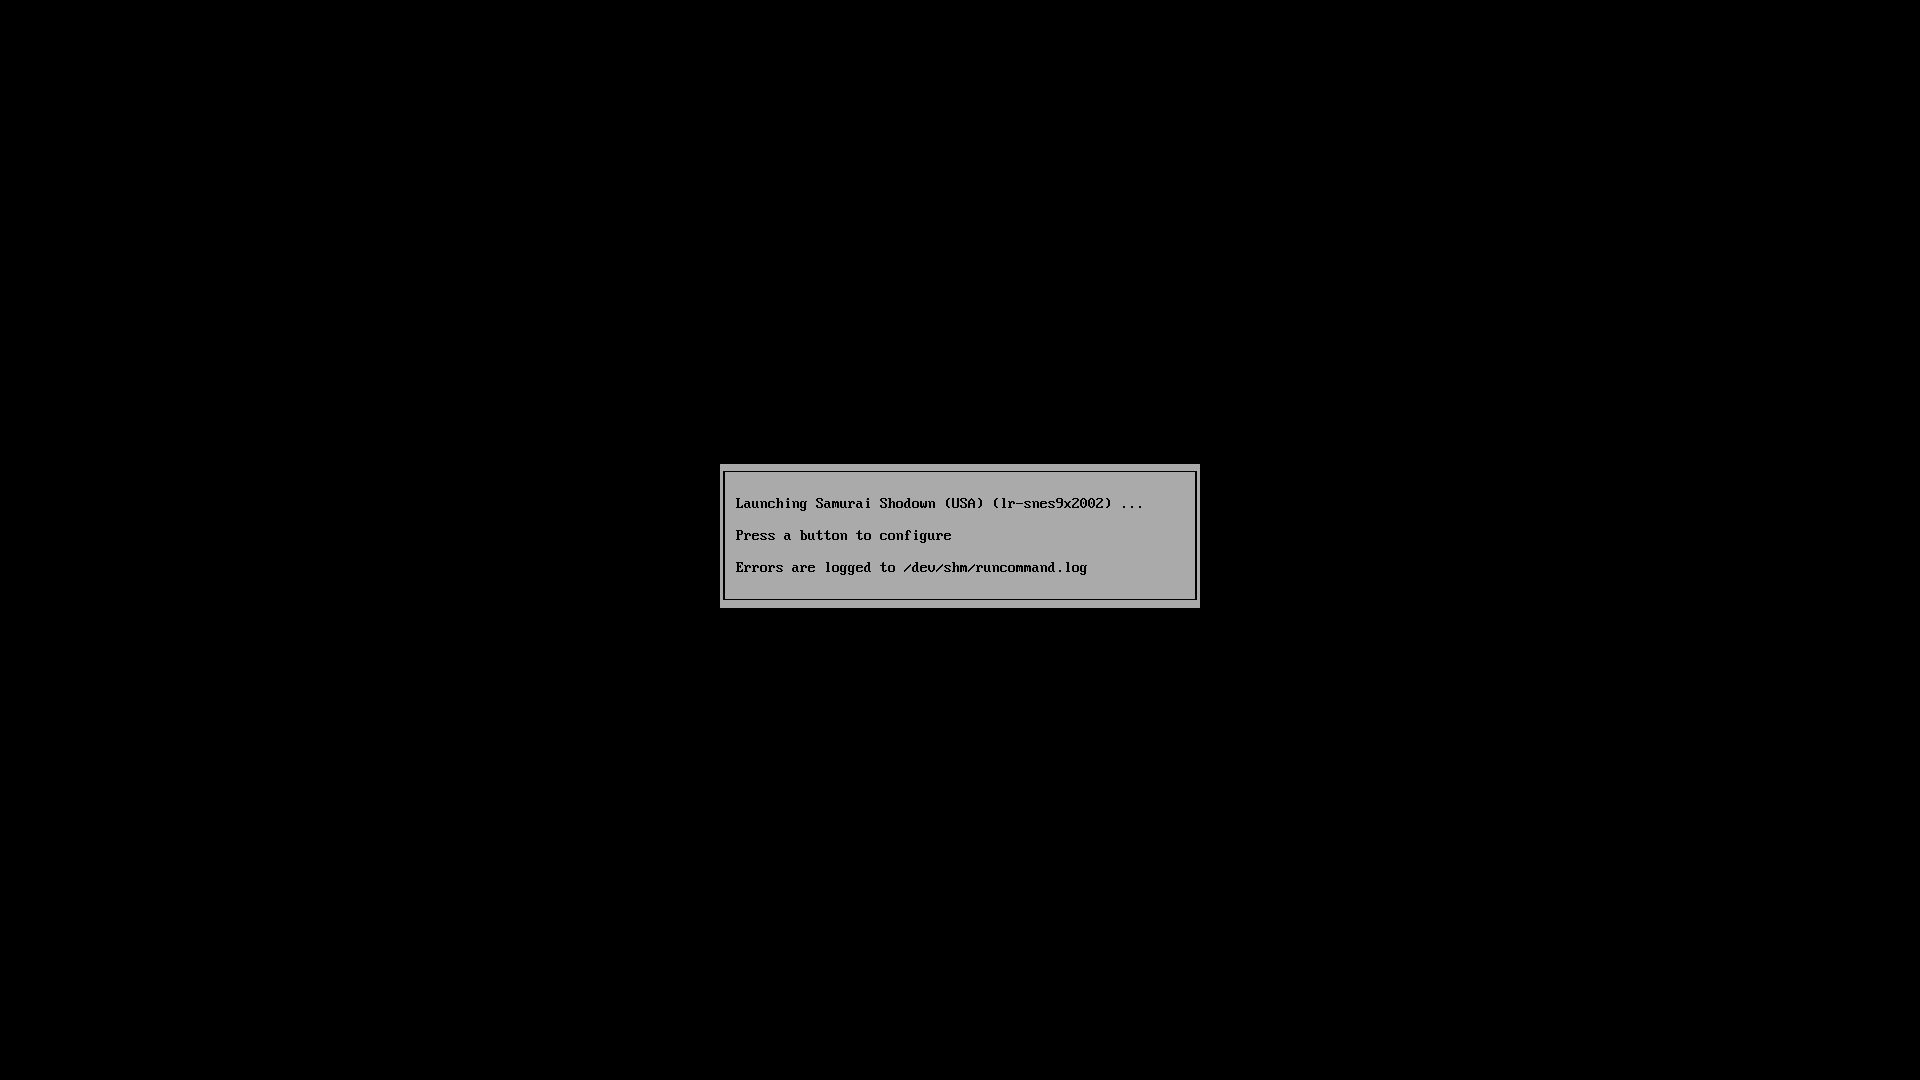 Launching Samurai Shodown (USA) (lr-snes9x2002) ...
Press a button to configure
Errors are logged to /dev/shm/runcommand.log